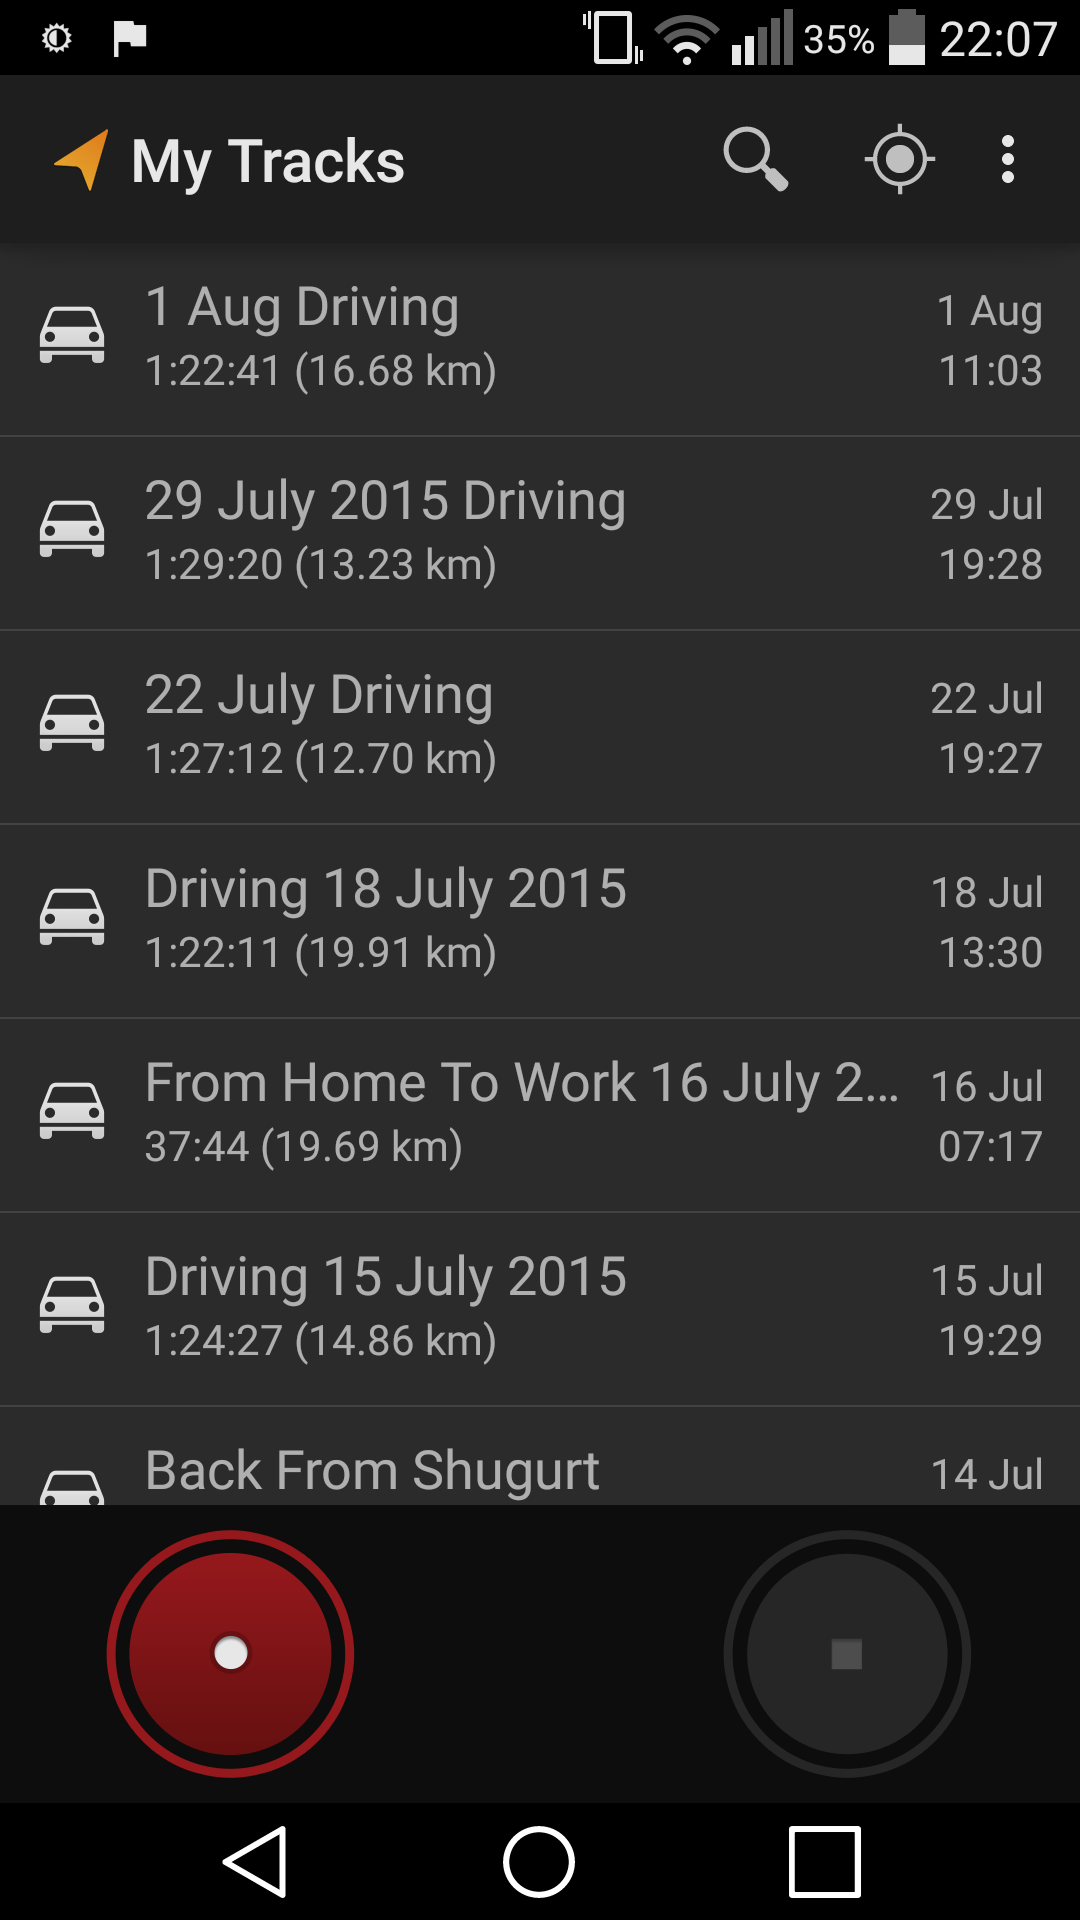 35% 22:07
My Tracks
1 Aug Driving 1 Aug
1:22:41 (16.68 km) 11:03
29 July 2015 Driving 29 Jul
1:29:20 (13.23 km) 19:28
22 July Driving 22 Jul
1:27:12 (12.70 km) 19:27
Driving 18 July 2015 18 Jul
1:22:11 (19.91 km) 13:30
From Home To Work 16 July 2... 16 Jul
37:44 (19.69 km) 07:17
Driving 15 July 2015 15 Jul
1:24:27 (14.86 km) 19:29
Back From Shugurt 14 Jul